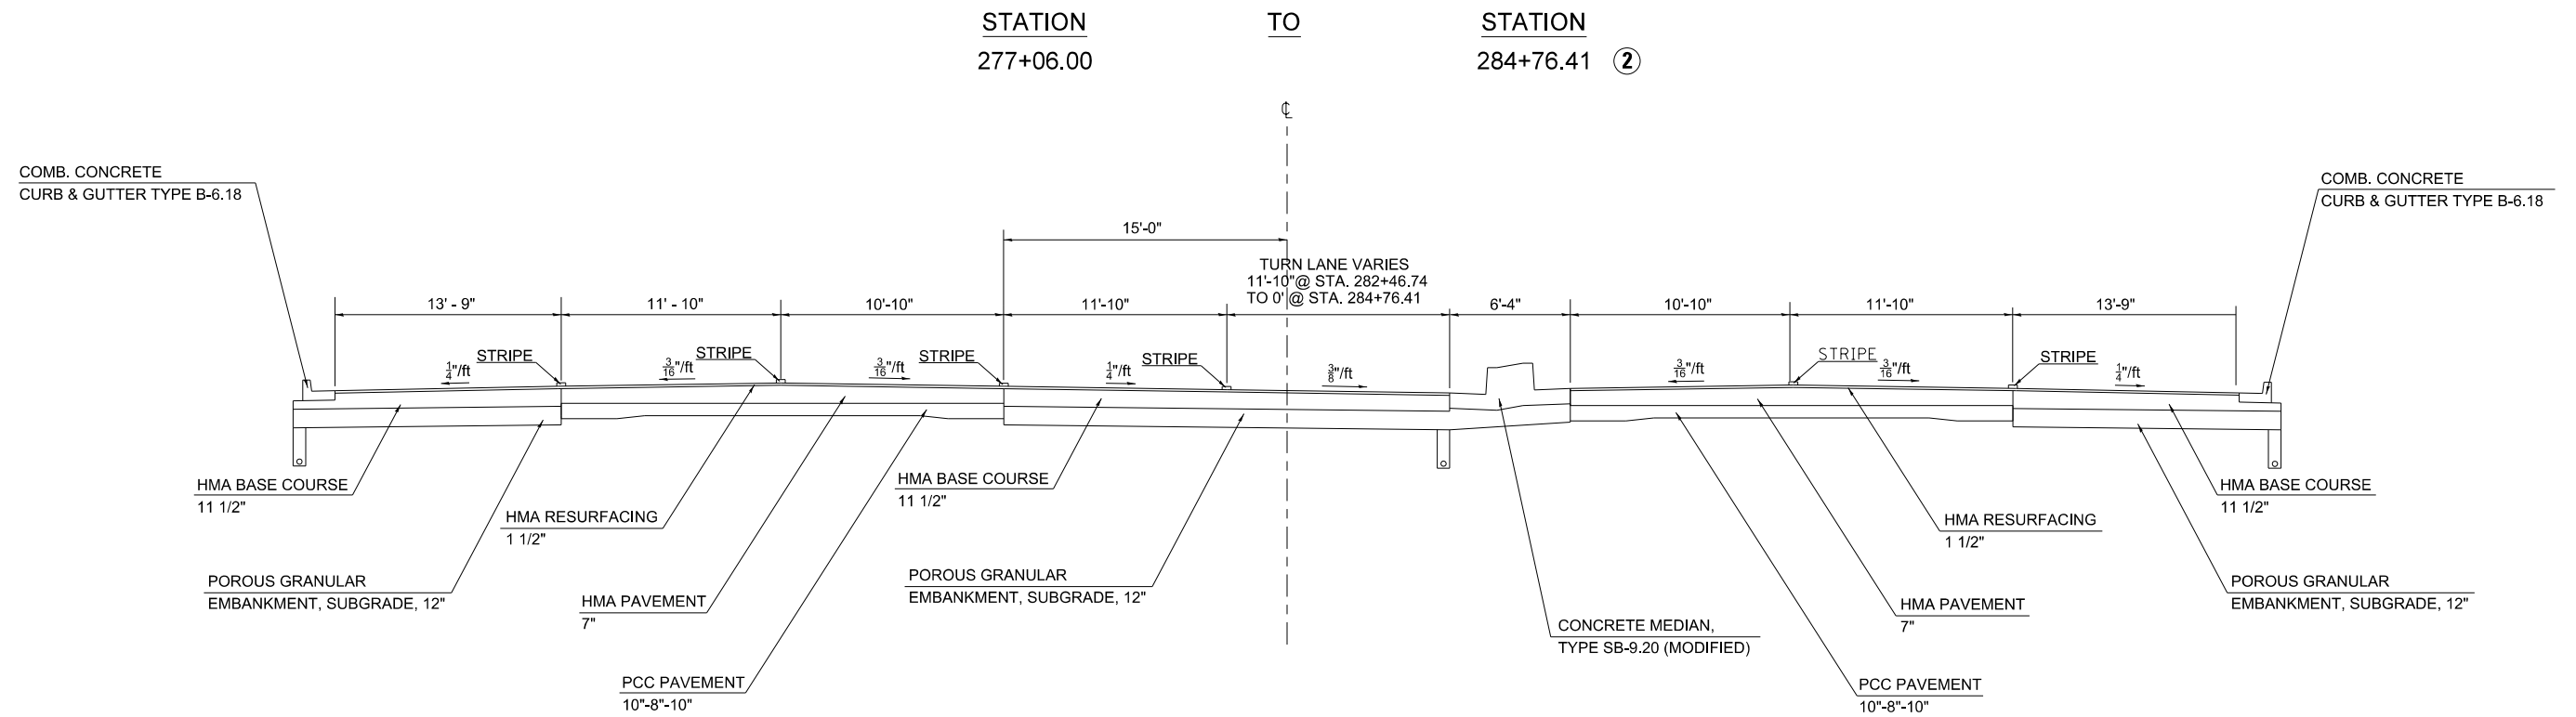 STATION TO STATION
277+06.00 284+76.41 2
℄
COMB. CONCRETE
CURB & GUTTER TYPE B-6.18
COMB. CONCRETE
CURB & GUTTER TYPE B-6.18
15'-0"
TURN LANE VARIES
11'-10"@ STA. 282+46.74
TO 0' @ STA. 284+76.41
13' - 9" 11' - 10" 10'-10" 11'-10" 6'-4" 10'-10" 11'-10" 13'-9"
STRIPE STRIPE STRIPE STRIPE STRIPE STRIPE
1/4"/ft 3/16"/ft 3/16"/ft 1/4"/ft 3/8"/ft 3/16"/ft 3/16"/ft 1/4"/ft
HMA BASE COURSE
11 1/2"
HMA BASE COURSE
11 1/2"
HMA BASE COURSE
11 1/2"
HMA RESURFACING
1 1/2"
HMA RESURFACING
1 1/2"
POROUS GRANULAR
EMBANKMENT, SUBGRADE, 12"
POROUS GRANULAR
EMBANKMENT, SUBGRADE, 12"
POROUS GRANULAR
EMBANKMENT, SUBGRADE, 12"
HMA PAVEMENT
7"
HMA PAVEMENT
7"
CONCRETE MEDIAN,
TYPE SB-9.20 (MODIFIED)
PCC PAVEMENT
10"-8"-10"
PCC PAVEMENT
10"-8"-10"